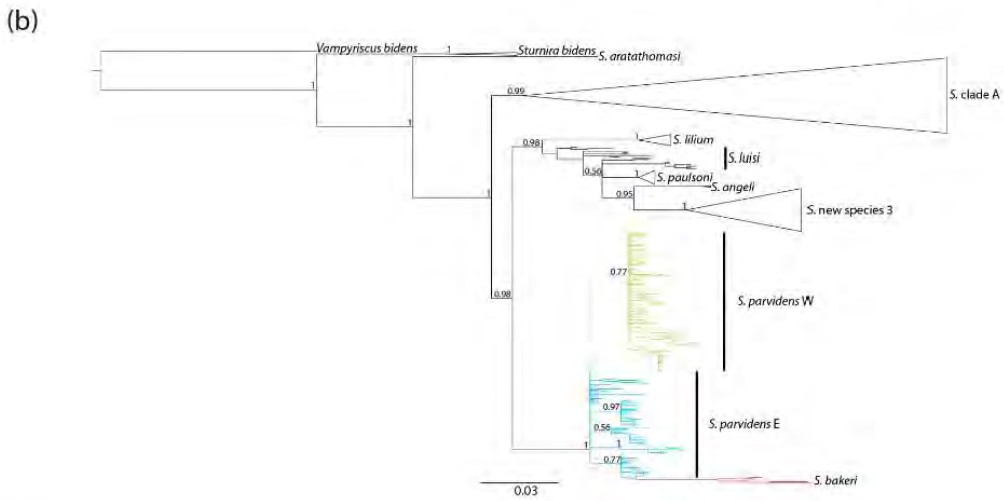 (b)
Vampyriscus bidens
1
Sturnira bidens
S. aratathomasi
1
1
0.99
S. clade A
1
0.98
1
S. lilium
S. luisi
0.56
1
S. paulsoni
S. angeli
0.95
1
S. new species 3
0.98
0.77
S. parvidens W
0.97
0.56
1
1
0.77
S. parvidens E
S. bakeri
0.03